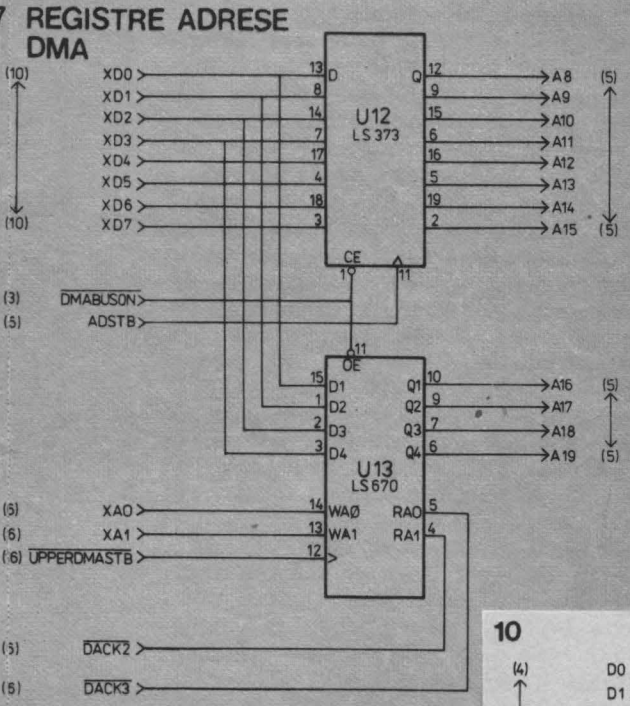 7 REGISTRE ADRESE
DMA
(10) XD0 13 D Q 12 A8 (5)
XD1 8 9 A9
XD2 14 U12 15 A10
XD3 7 LS 373 6 A11
XD4 17 16 A12
XD5 4 5 A13
XD6 18 19 A14
(10) XD7 3 2 A15 (5)
CE
1 11
(3) DMABUSON
(5) ADSTB
11
OE
15 D1 Q1 10 A16 (5)
1 D2 Q2 9 A17
2 D3 Q3 7 A18
3 D4 Q4 6 A19 (5)
U13
LS 670
(6) XA0 14 WA0 RA0 5
(6) XA1 13 WA1 RA1 4
(6) UPPERDMASTB 12
10
(5) DACK2 (4) D0
D1
(6) DACK3